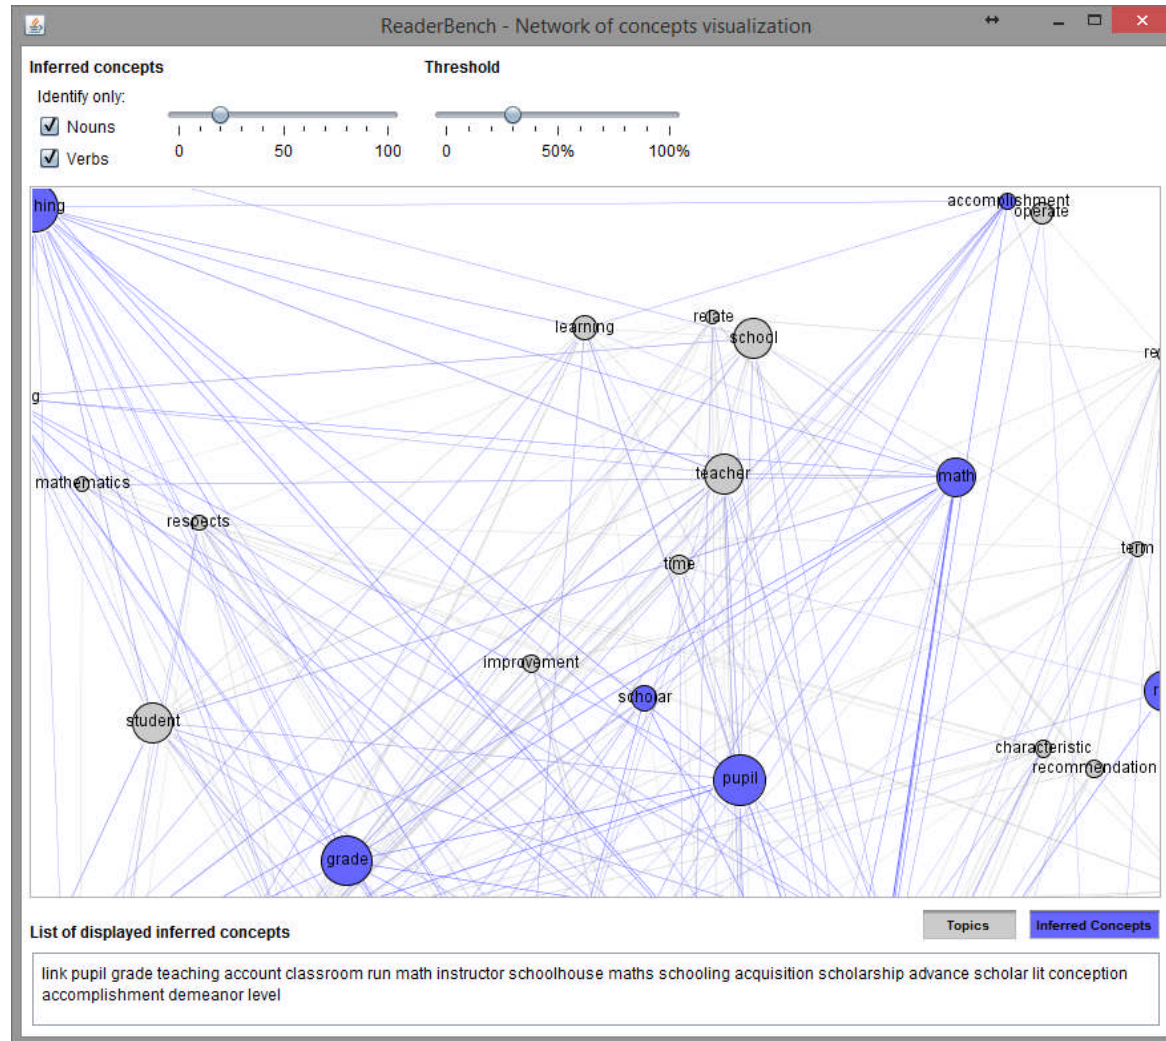 ReaderBench - Network of concepts visualization
Inferred concepts
Threshold
Identify only:
Nouns
Verbs
0 50 100
0 50% 100%
hing
accomplishment
operate
learning
relate
school
re
g
mathematics
teacher
math
respects
time
term
improvement
scholar
r
student
characteristic
recommendation
pupil
grade
List of displayed inferred concepts
Topics
Inferred Concepts
link pupil grade teaching account classroom run math instructor schoolhouse maths schooling acquisition scholarship advance scholar lit conception
accomplishment demeanor level